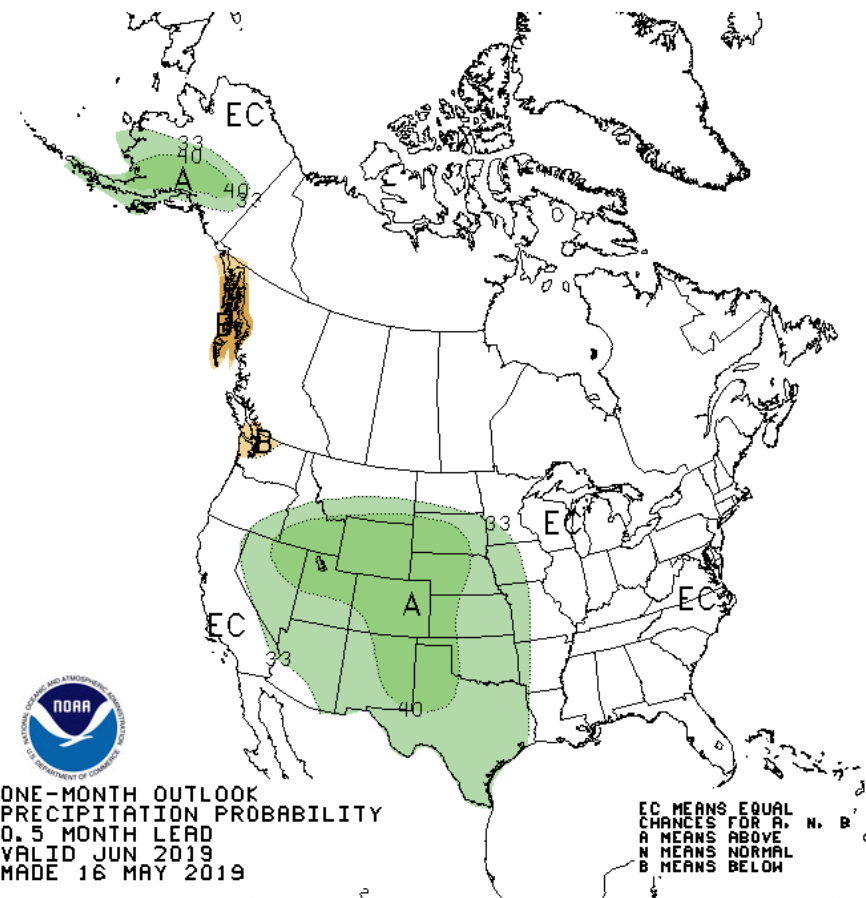 EC
33
40
A
40
33
B
B
33
EC
A
EC
EC
33
40
NATIONAL OCEANIC AND ATMOSPHERIC ADMINISTRATION
NOAA
U.S. DEPARTMENT OF COMMERCE
ONE-MONTH OUTLOOK
PRECIPITATION PROBABILITY
0.5 MONTH LEAD
VALID JUN 2019
MADE 16 MAY 2019
EC MEANS EQUAL
CHANCES FOR A, N, B
A MEANS ABOVE
N MEANS NORMAL
B MEANS BELOW